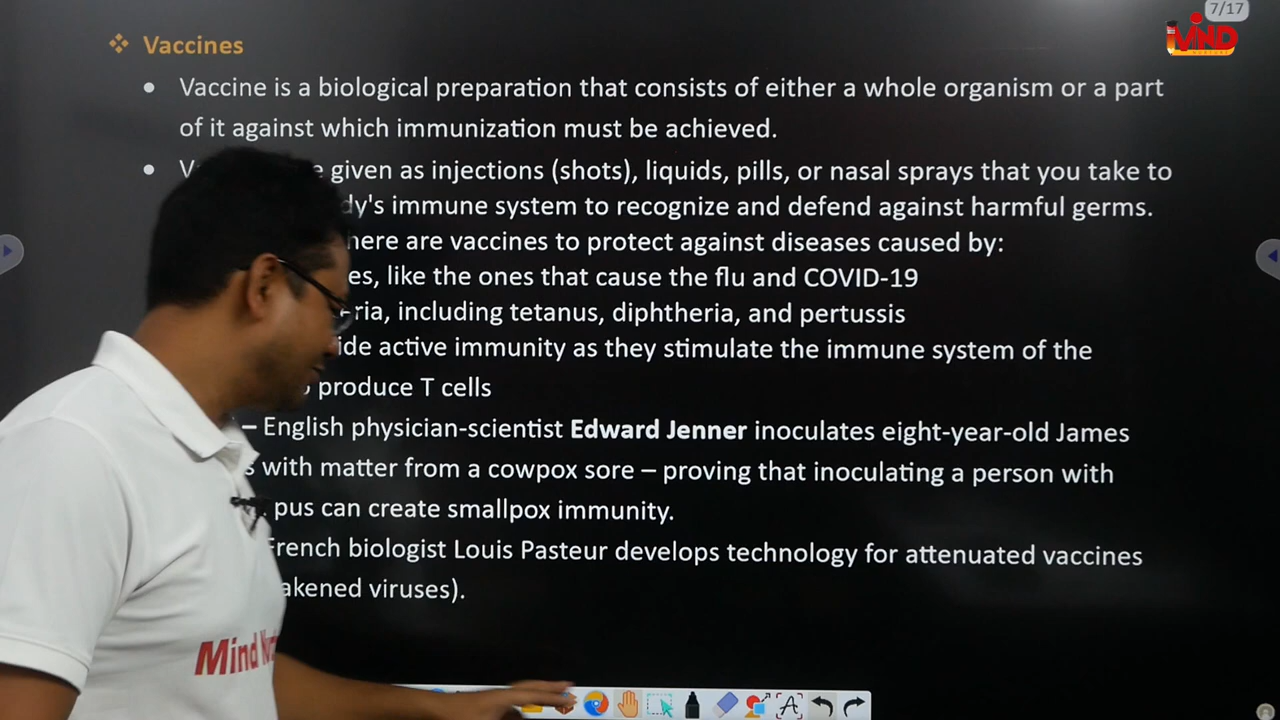 7/17
MIND
Vaccines
Vaccine is a biological preparation that consists of either a whole organism or a part
of it against which immunization must be achieved.
given as injections (shots), liquids, pills, or nasal sprays that you take to
immune system to recognize and defend against harmful germs.
here are vaccines to protect against diseases caused by:
like the ones that cause the flu and COVID-19
including tetanus, diphtheria, and pertussis
active immunity as they stimulate the immune system of the
produce T cells
– English physician-scientist Edward Jenner inoculates eight-year-old James
with matter from a cowpox sore – proving that inoculating a person with
pus can create smallpox immunity.
French biologist Louis Pasteur develops technology for attenuated vaccines
viruses).
Mind
A